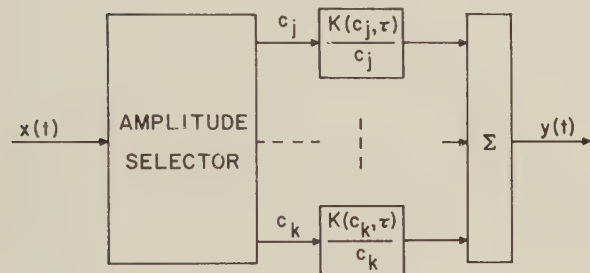 c_j
K(c_j,τ)
c_j
x(t)
AMPLITUDE
SELECTOR
Σ
y(t)
c_k
K(c_k,τ)
c_k